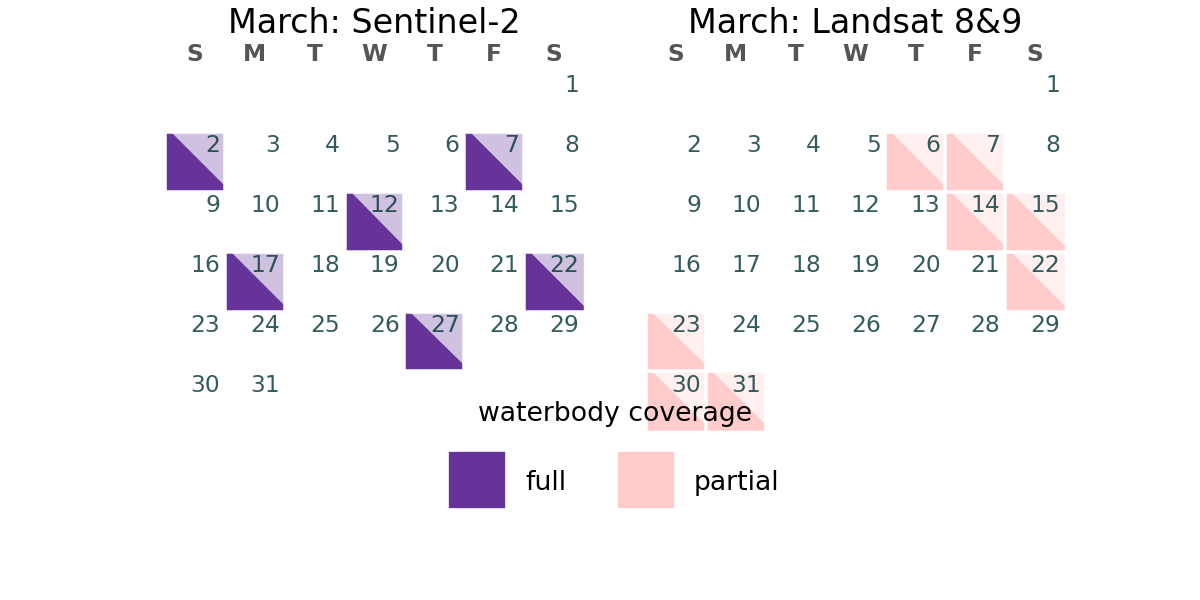 March: Sentinel-2
S M T W T F S
1
2 3 4 5 6 7 8
9 10 11 12 13 14 15
16 17 18 19 20 21 22
23 24 25 26 27 28 29
30 31
March: Landsat 8&9
S M T W T F S
1
2 3 4 5 6 7 8
9 10 11 12 13 14 15
16 17 18 19 20 21 22
23 24 25 26 27 28 29
30 31
waterbody coverage
full partial